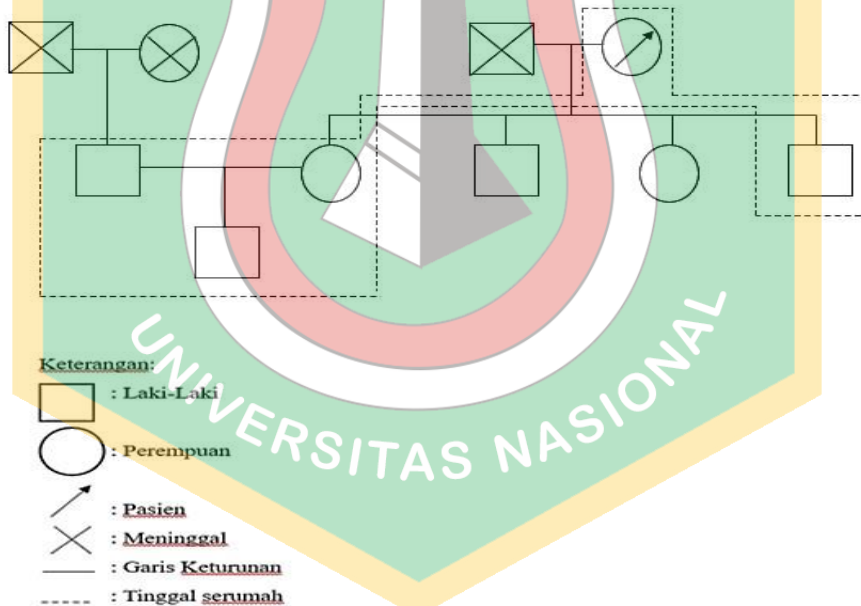 Keterangan:
: Laki-Laki
: Perempuan
: Pasien
: Meninggal
: Garis Keturunan
: Tinggal serumah
UNIVERSITAS NASIONAL